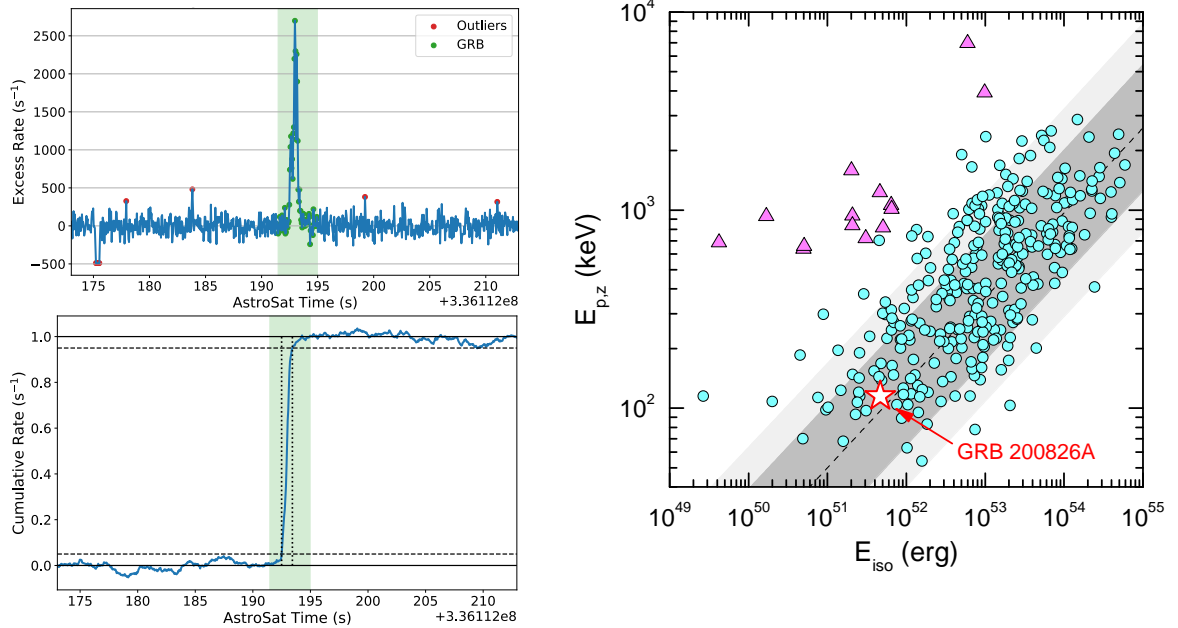 2500
2000
1500
1000
500
0
−500
Excess Rate (s⁻¹)
Outliers
GRB
175 180 185 190 195 200 205 210
AstroSat Time (s)
+3.36112e8
1.0
0.8
0.6
0.4
0.2
0.0
Cumulative Rate (s⁻¹)
175 180 185 190 195 200 205 210
AstroSat Time (s)
+3.36112e8
10⁴
10³
10²
E_p,z (keV)
GRB 200826A
10⁴⁹ 10⁵⁰ 10⁵¹ 10⁵² 10⁵³ 10⁵⁴ 10⁵⁵
E_iso (erg)